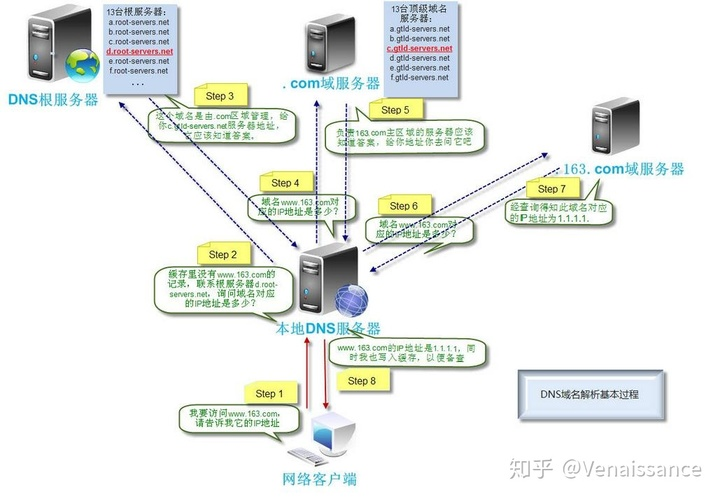 13台根服务器:
a.root-servers.net
b.root-servers.net
c.root-servers.net
d.root-servers.net
e.root-servers.net
f.root-servers.net
...
DNS根服务器
13台顶级域名
服务器:
a.gtld-servers.net
b.gtld-servers.net
c.gtld-servers.net
d.gtld-servers.net
e.gtld-servers.net
f.gtld-servers.net
.com域服务器
Step 3
这个域名是由.com区域管理,给
你c.gtld-servers.net服务器地址,
它应该知道答案。
Step 5
负责163.com主区域的服务器应该
知道答案,给你地址你去问它吧
163.com域服务器
Step 4
域名www.163.com对
应的IP地址是多少?
Step 6
域名www.163.com对
应的IP地址是多少?
Step 7
经查询得知此域名对应
的IP地址为1.1.1.1.
Step 2
缓存里没有www.163.com的
记录,联系根服务器d.root-
servers.net,询问域名对应
的IP地址是多少?
本地DNS服务器
www.163.com的IP地址是1.1.1.1,同
时我也写入缓存,以便备查
Step 8
Step 1
我要访问www.163.com,
请告诉我它的IP地址
网络客户端
DNS域名解析基本过程
知乎 @Venaissance